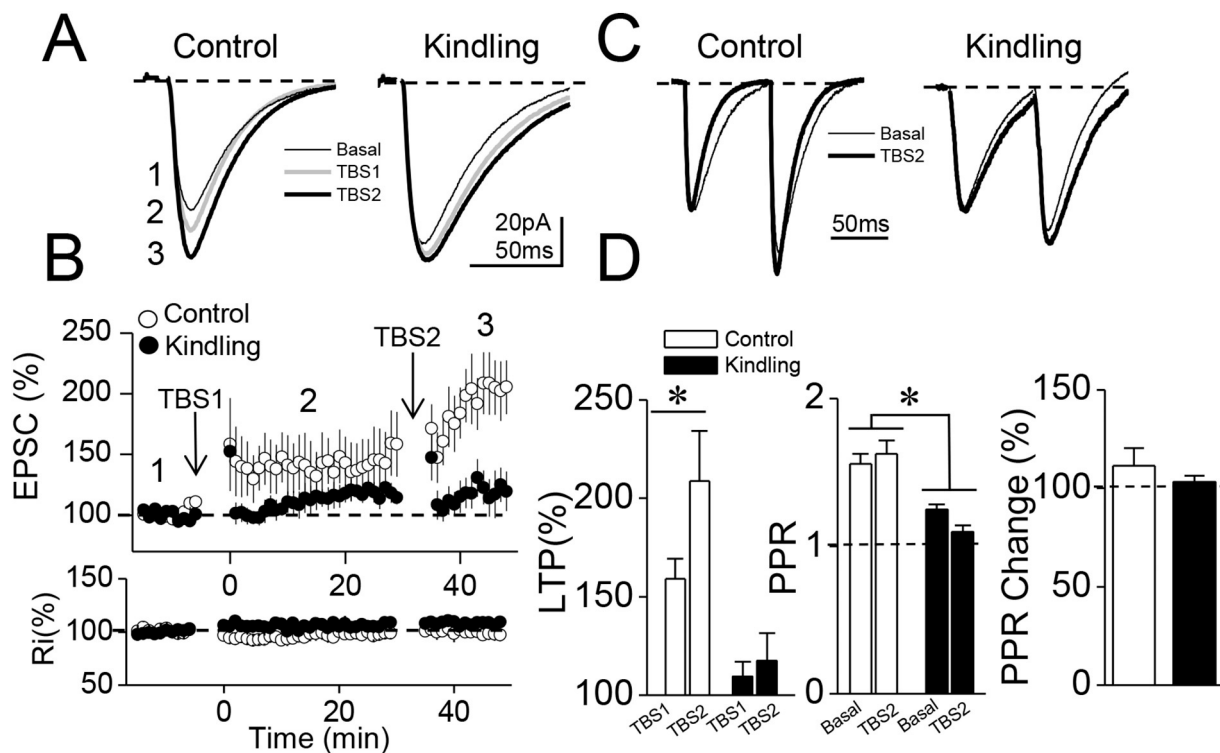 A
Control
Kindling
Basal
TBS1
TBS2
1
2
3
20pA
50ms
C
Control
Kindling
Basal
TBS2
50ms
B
Control
Kindling
EPSC (%)
250
200
150
100
TBS1
TBS2
1
2
3
0
20
40
Ri(%)
150
100
50
0
20
40
Time (min)
D
Control
Kindling
LTP(%)
250
200
150
100
*
TBS1
TBS2
TBS1
TBS2
PPR
2
1
0
*
Basal
TBS2
Basal
TBS2
PPR Change (%)
150
100
50
0